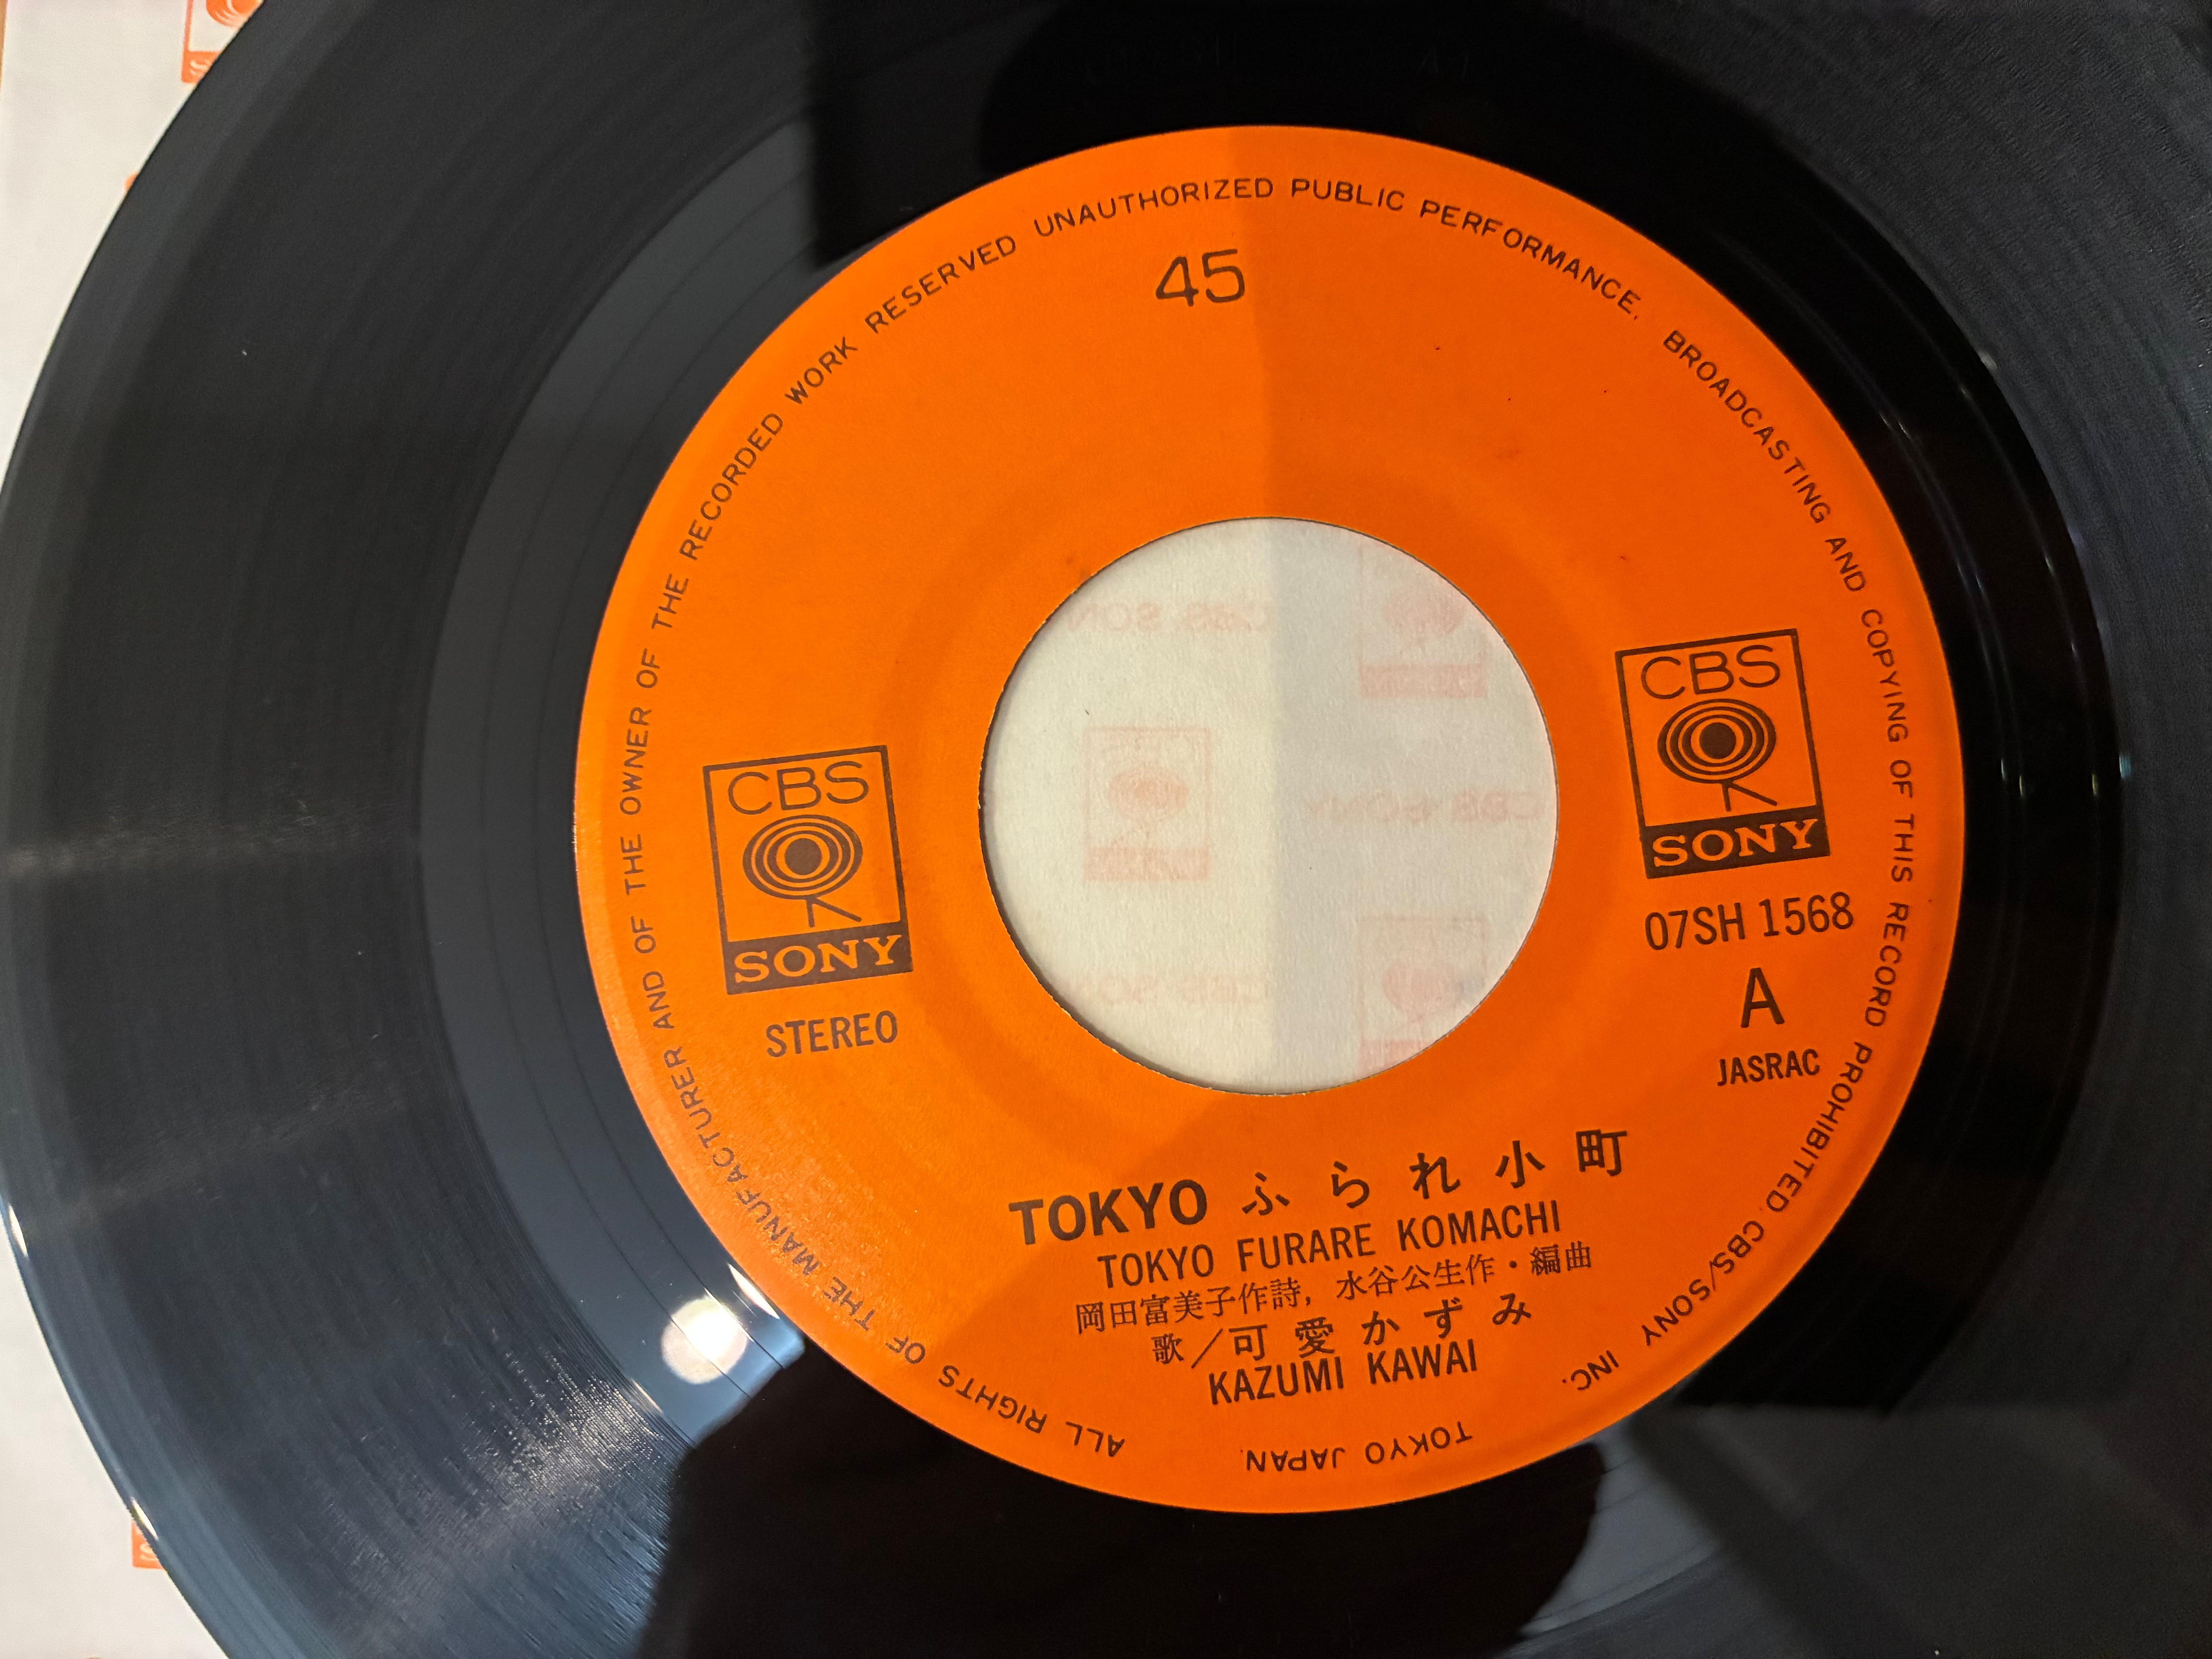 ALL RIGHTS OF THE MANUFACTURER AND OF THE OWNER OF THE RECORDED WORK RESERVED UNAUTHORIZED PUBLIC PERFORMANCE. BROADCASTING AND COPYING OF THIS RECORD PROHIBITED. CBS/SONY INC. TOKYO JAPAN.
45
CBS
SONY
STEREO
CBS
SONY
07SH 1568
A
JASRAC
TOKYO ふられ小町
TOKYO FURARE KOMACHI
岡田富美子作詩, 水谷公生作・編曲
歌／可愛かずみ
KAZUMI KAWAI